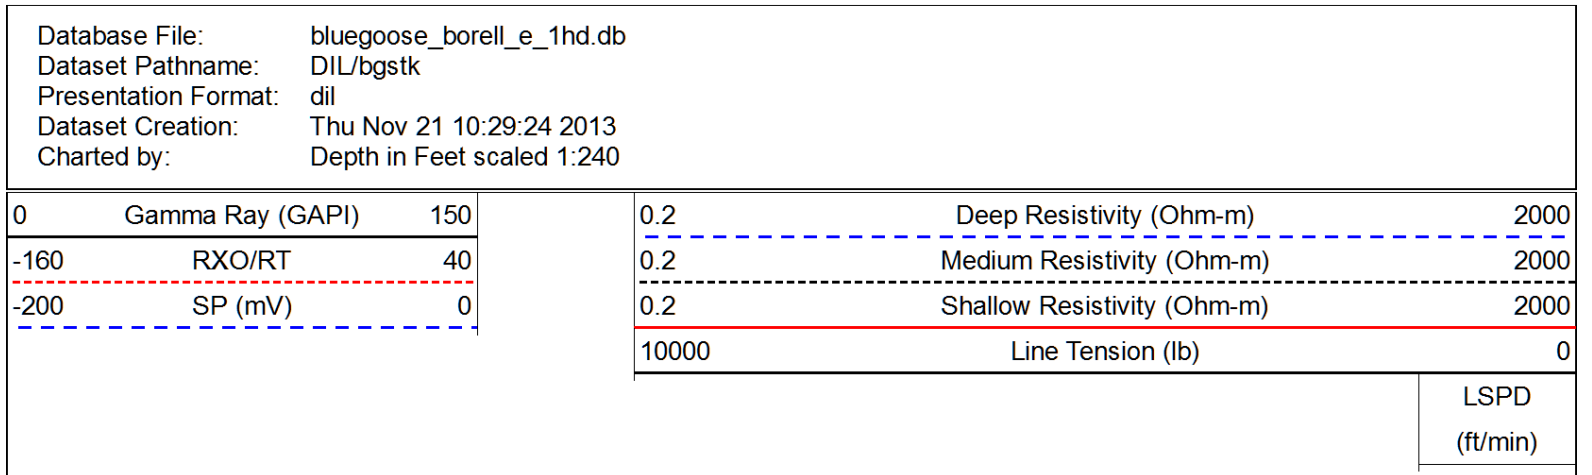 Database File: bluegoose_borell_e_1hd.db
Dataset Pathname: DIL/bgstk
Presentation Format: dil
Dataset Creation: Thu Nov 21 10:29:24 2013
Charted by: Depth in Feet scaled 1:240
0 Gamma Ray (GAPI) 150 0.2 Deep Resistivity (Ohm-m) 2000
-160 RXO/RT 40 0.2 Medium Resistivity (Ohm-m) 2000
-200 SP (mV) 0 0.2 Shallow Resistivity (Ohm-m) 2000
10000 Line Tension (lb) 0
LSPD
(ft/min)